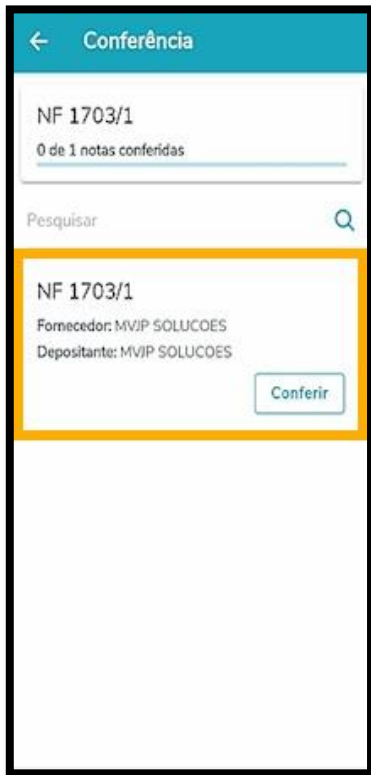 Conferência
NF 1703/1
0 de 1 notas conferidas
Pesquisar
NF 1703/1
Fornecedor: MVJP SOLUCOES
Depositante: MVJP SOLUCOES
Conferir